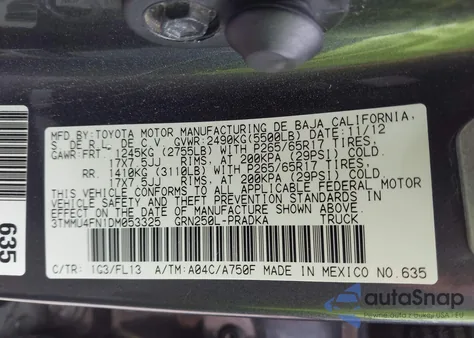 MFD.BY:TOYOTA MOTOR MANUFACTURING DE BAJA CALIFORNIA,
S. DE R.L. DE C.V. GVWR:2490KG(5500LB) DATE:11/12
GAWR:FRT. 1245KG (2755LB) WITH P265/65R17 TIRES,
17X7.5JJ RIMS, AT 200KPA (29PSI) COLD.
RR. 1410KG (3110LB) WITH P265/65R17 TIRES,
17X7.5JJ RIMS, AT 200KPA (29PSI) COLD.
THIS VEHICLE CONFORMS TO ALL APPLICABLE FEDERAL MOTOR
VEHICLE SAFETY AND THEFT PREVENTION STANDARDS IN
EFFECT ON THE DATE OF MANUFACTURE SHOWN ABOVE.
3TMMU4FN1DM053325 GRN250L-PRADKA TRUCK
C/TR: 1G3/FL13 A/TM:A04C/A750F MADE IN MEXICO NO.635
635
autoSnap